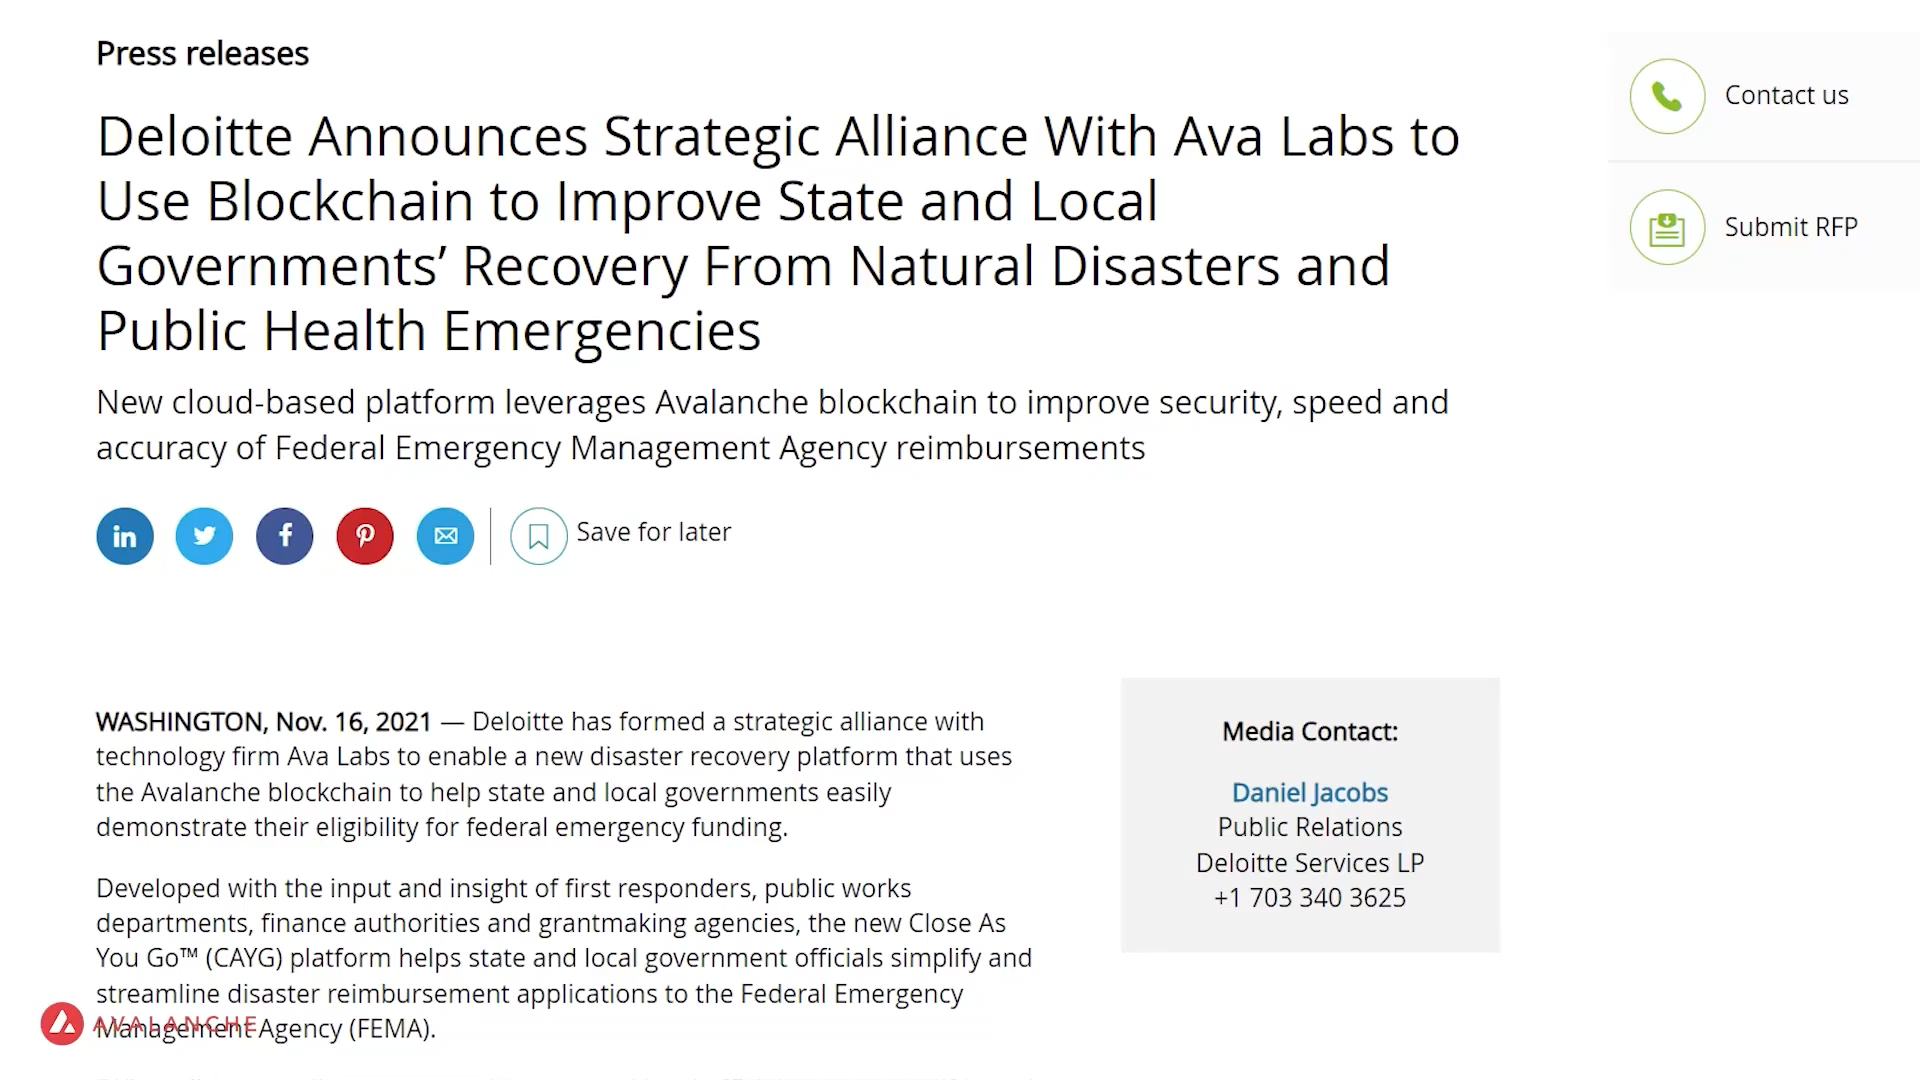 Press releases
Contact us
Submit RFP
Deloitte Announces Strategic Alliance With Ava Labs to
Use Blockchain to Improve State and Local
Governments’ Recovery From Natural Disasters and
Public Health Emergencies
New cloud-based platform leverages Avalanche blockchain to improve security, speed and
accuracy of Federal Emergency Management Agency reimbursements
Save for later
WASHINGTON, Nov. 16, 2021 — Deloitte has formed a strategic alliance with
technology firm Ava Labs to enable a new disaster recovery platform that uses
the Avalanche blockchain to help state and local governments easily
demonstrate their eligibility for federal emergency funding.
Developed with the input and insight of first responders, public works
departments, finance authorities and grantmaking agencies, the new Close As
You Go™ (CAYG) platform helps state and local government officials simplify and
streamline disaster reimbursement applications to the Federal Emergency
Management Agency (FEMA).
AVALANCHE
Media Contact:
Daniel Jacobs
Public Relations
Deloitte Services LP
+1 703 340 3625